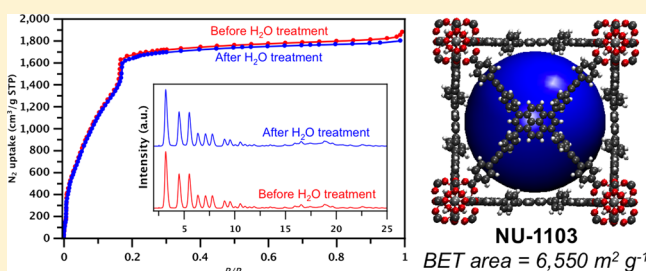 2,000
1,800
1,600
1,400
1,200
1,000
800
600
400
200
0
N₂ uptake (cm³/g STP)
Before H₂O treatment
After H₂O treatment
Intensity (a.u.)
After H₂O treatment
Before H₂O treatment
5 10 15 20 25
0 0.2 0.4 0.6 0.8 1
NU-1103
BET area = 6,550 m² g⁻¹